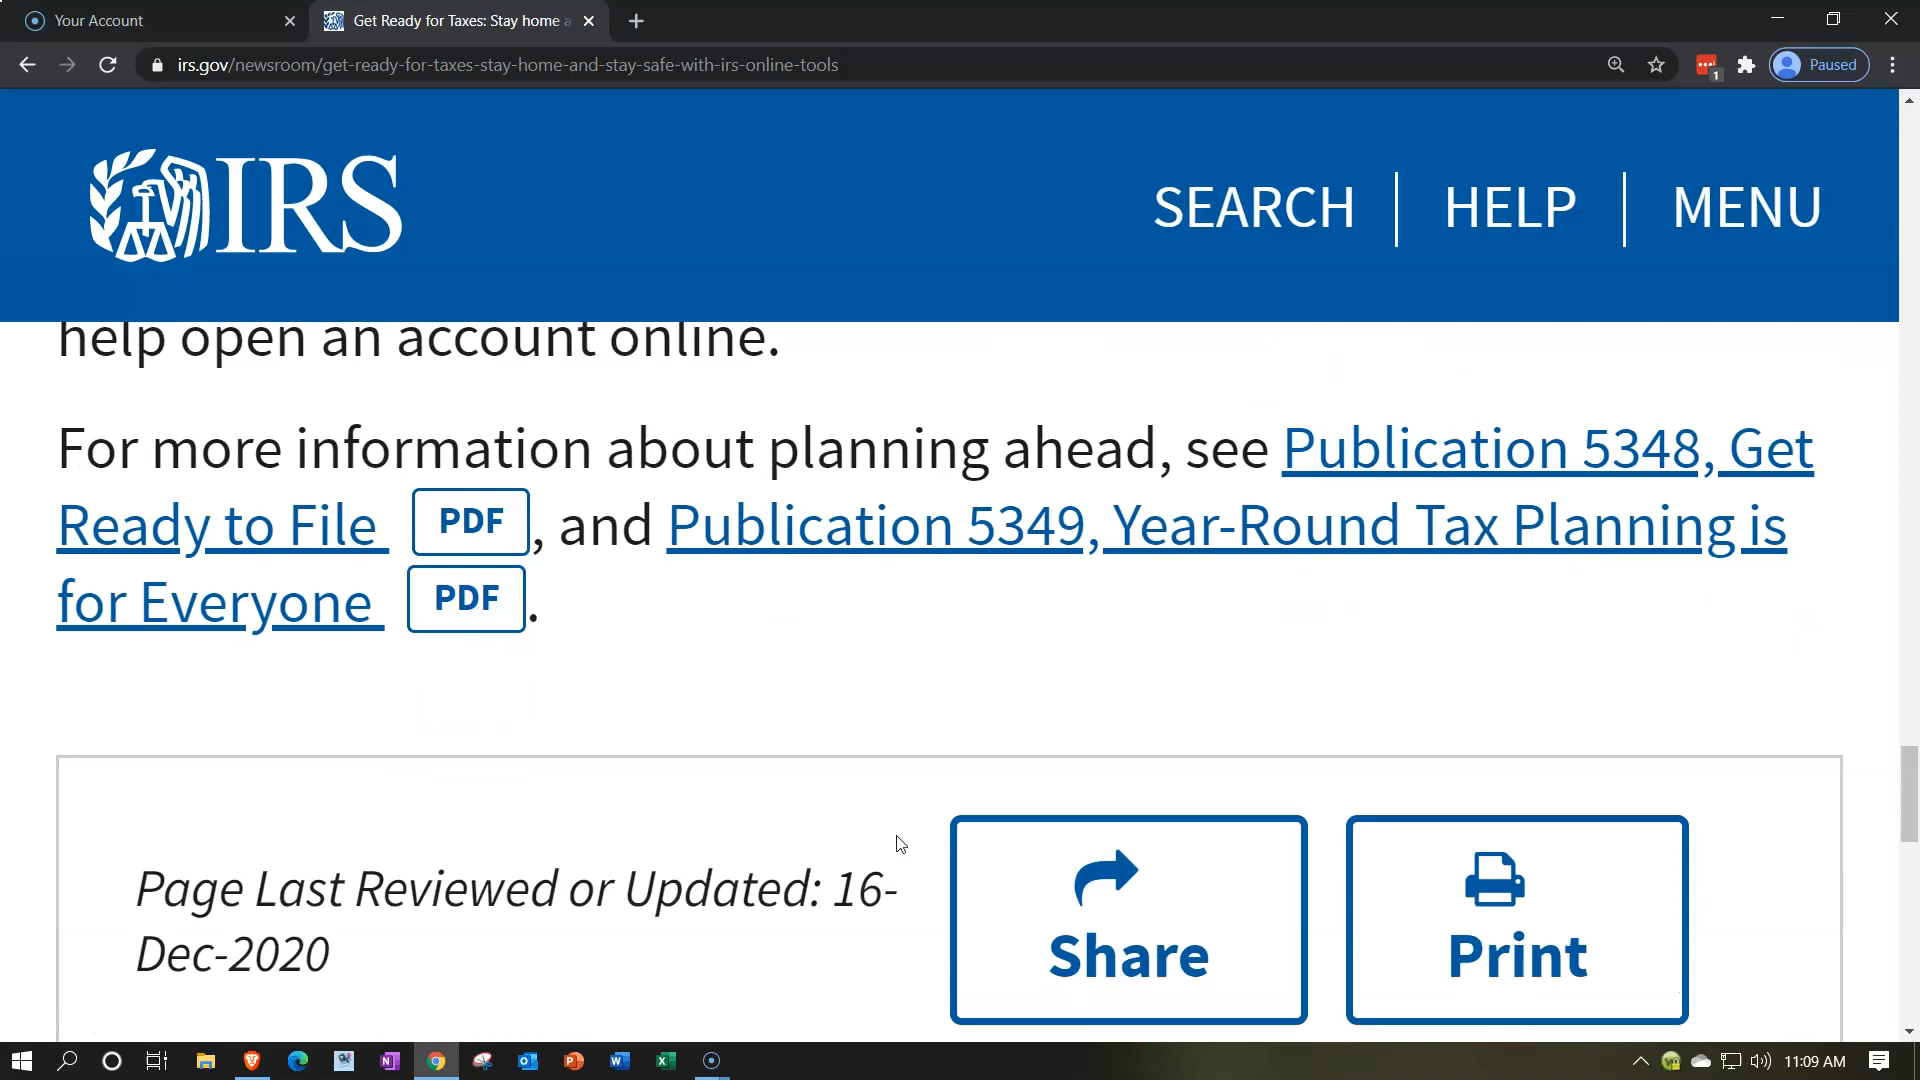 Your Account
Get Ready for Taxes: Stay home a
irs.gov/newsroom/get-ready-for-taxes-stay-home-and-stay-safe-with-irs-online-tools
1
Paused
IRS
SEARCH
HELP
MENU
help open an account online.
For more information about planning ahead, see Publication 5348, Get
Ready to File PDF, and Publication 5349, Year-Round Tax Planning is
for Everyone PDF.
Page Last Reviewed or Updated: 16-
Dec-2020
Share
Print
11:09 AM